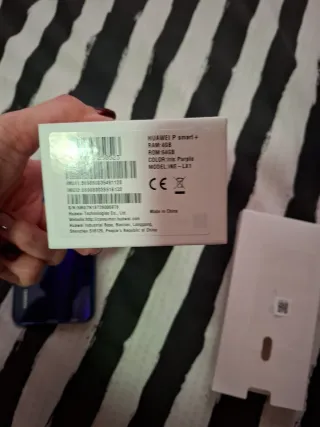 HUAWEI P smart +
RAM:4GB
ROM:64GB
COLOR:Iris Purple
MODEL:INE-LX1
CE
Made in China
Huawei Technologies Co., Ltd.
Website:http://consumer.huawei.com
Huawei Industrial Base, Bantian, Longgang,
Shenzhen 518129, People's Republic of China